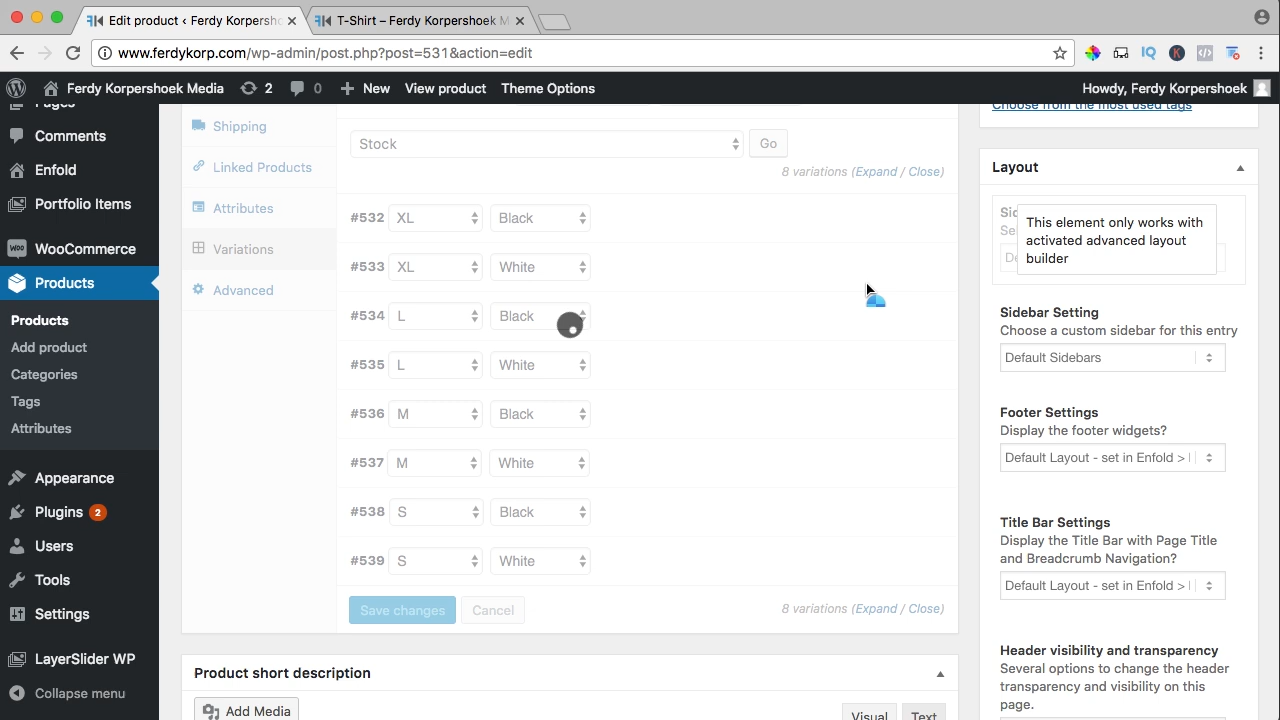 Edit product ‹ Ferdy Korpersho
T-Shirt – Ferdy Korpershoek M
www.ferdykorp.com/wp-admin/post.php?post=531&action=edit
Ferdy Korpershoek Media
2
0
New
View product
Theme Options
Howdy, Ferdy Korpershoek
Pages
Comments
Enfold
Portfolio Items
WooCommerce
Products
Products
Add product
Categories
Tags
Attributes
Appearance
Plugins 2
Users
Tools
Settings
LayerSlider WP
Collapse menu
Shipping
Linked Products
Attributes
Variations
Advanced
Stock
Go
8 variations (Expand / Close)
#532 XL Black
#533 XL White
#534 L Black
#535 L White
#536 M Black
#537 M White
#538 S Black
#539 S White
Save changes
Cancel
8 variations (Expand / Close)
Product short description
Add Media
Visual
Text
Choose from the most used tags
Layout
This element only works with
activated advanced layout
builder
Sidebar Setting
Choose a custom sidebar for this entry
Default Sidebars
Footer Settings
Display the footer widgets?
Default Layout - set in Enfold >
Title Bar Settings
Display the Title Bar with Page Title
and Breadcrumb Navigation?
Default Layout - set in Enfold >
Header visibility and transparency
Several options to change the header
transparency and visibility on this
page.